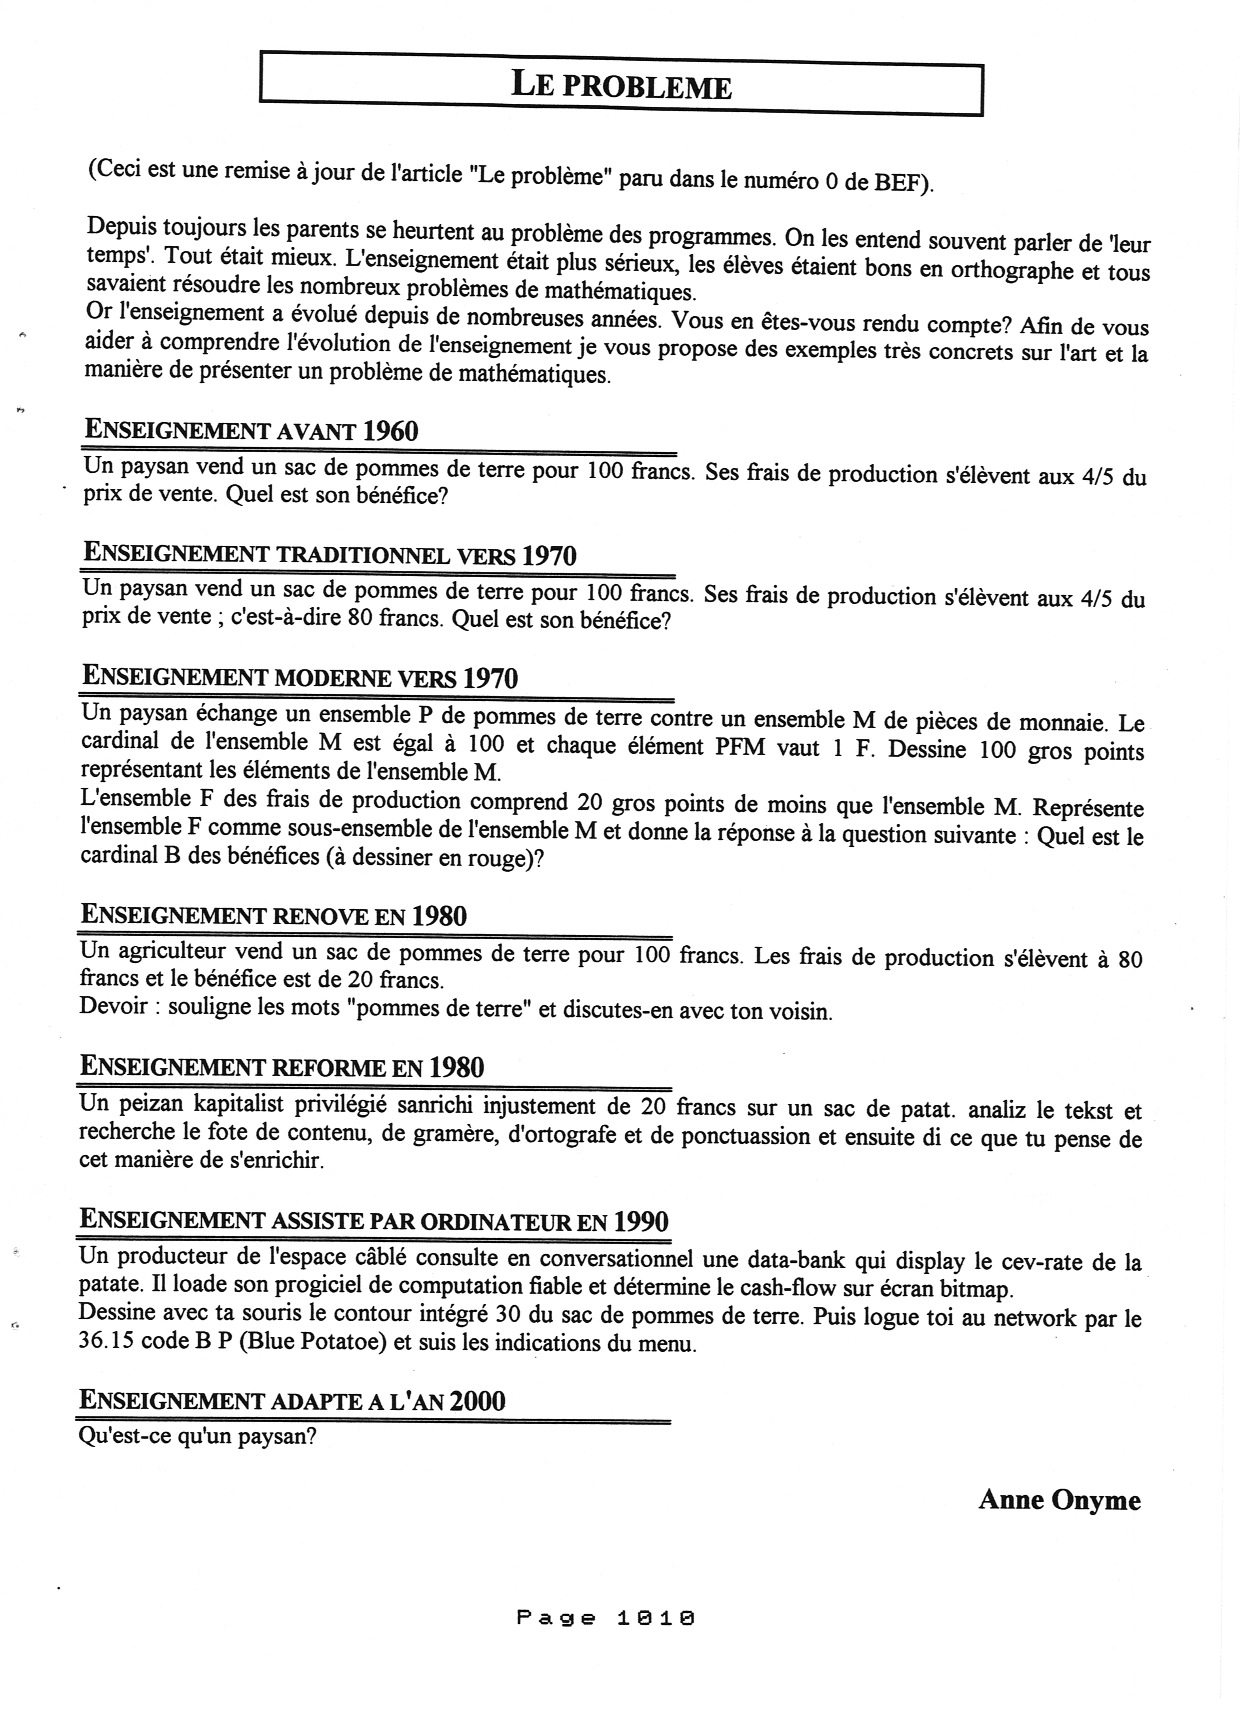 LE PROBLEME
(Ceci est une remise à jour de l'article "Le problème" paru dans le numéro 0 de BEF).
Depuis toujours les parents se heurtent au problème des programmes. On les entend souvent parler de 'leur
temps'. Tout était mieux. L'enseignement était plus sérieux, les élèves étaient bons en orthographe et tous
savaient résoudre les nombreux problèmes de mathématiques.
Or l'enseignement a évolué depuis de nombreuses années. Vous en êtes-vous rendu compte? Afin de vous
aider à comprendre l'évolution de l'enseignement je vous propose des exemples très concrets sur l'art et la
manière de présenter un problème de mathématiques.
ENSEIGNEMENT AVANT 1960
Un paysan vend un sac de pommes de terre pour 100 francs. Ses frais de production s'élèvent aux 4/5 du
prix de vente. Quel est son bénéfice?
ENSEIGNEMENT TRADITIONNEL VERS 1970
Un paysan vend un sac de pommes de terre pour 100 francs. Ses frais de production s'élèvent aux 4/5 du
prix de vente ; c'est-à-dire 80 francs. Quel est son bénéfice?
ENSEIGNEMENT MODERNE VERS 1970
Un paysan échange un ensemble P de pommes de terre contre un ensemble M de pièces de monnaie. Le
cardinal de l'ensemble M est égal à 100 et chaque élément PFM vaut 1 F. Dessine 100 gros points
représentant les éléments de l'ensemble M.
L'ensemble F des frais de production comprend 20 gros points de moins que l'ensemble M. Représente
l'ensemble F comme sous-ensemble de l'ensemble M et donne la réponse à la question suivante : Quel est le
cardinal B des bénéfices (à dessiner en rouge)?
ENSEIGNEMENT RENOVE EN 1980
Un agriculteur vend un sac de pommes de terre pour 100 francs. Les frais de production s'élèvent à 80
francs et le bénéfice est de 20 francs.
Devoir : souligne les mots "pommes de terre" et discutes-en avec ton voisin.
ENSEIGNEMENT REFORME EN 1980
Un peizan kapitalist privilégié sanrichi injustement de 20 francs sur un sac de patat. analiz le tekst et
recherche le fote de contenu, de gramère, d'ortografe et de ponctuassion et ensuite di ce que tu pense de
cet manière de s'enrichir.
ENSEIGNEMENT ASSISTE PAR ORDINATEUR EN 1990
Un producteur de l'espace câblé consulte en conversationnel une data-bank qui display le cev-rate de la
patate. Il loade son progiciel de computation fiable et détermine le cash-flow sur écran bitmap.
Dessine avec ta souris le contour intégré 30 du sac de pommes de terre. Puis logue toi au network par le
36.15 code B P (Blue Potatoe) et suis les indications du menu.
ENSEIGNEMENT ADAPTE A L'AN 2000
Qu'est-ce qu'un paysan?
Anne Onyme
Page 1010